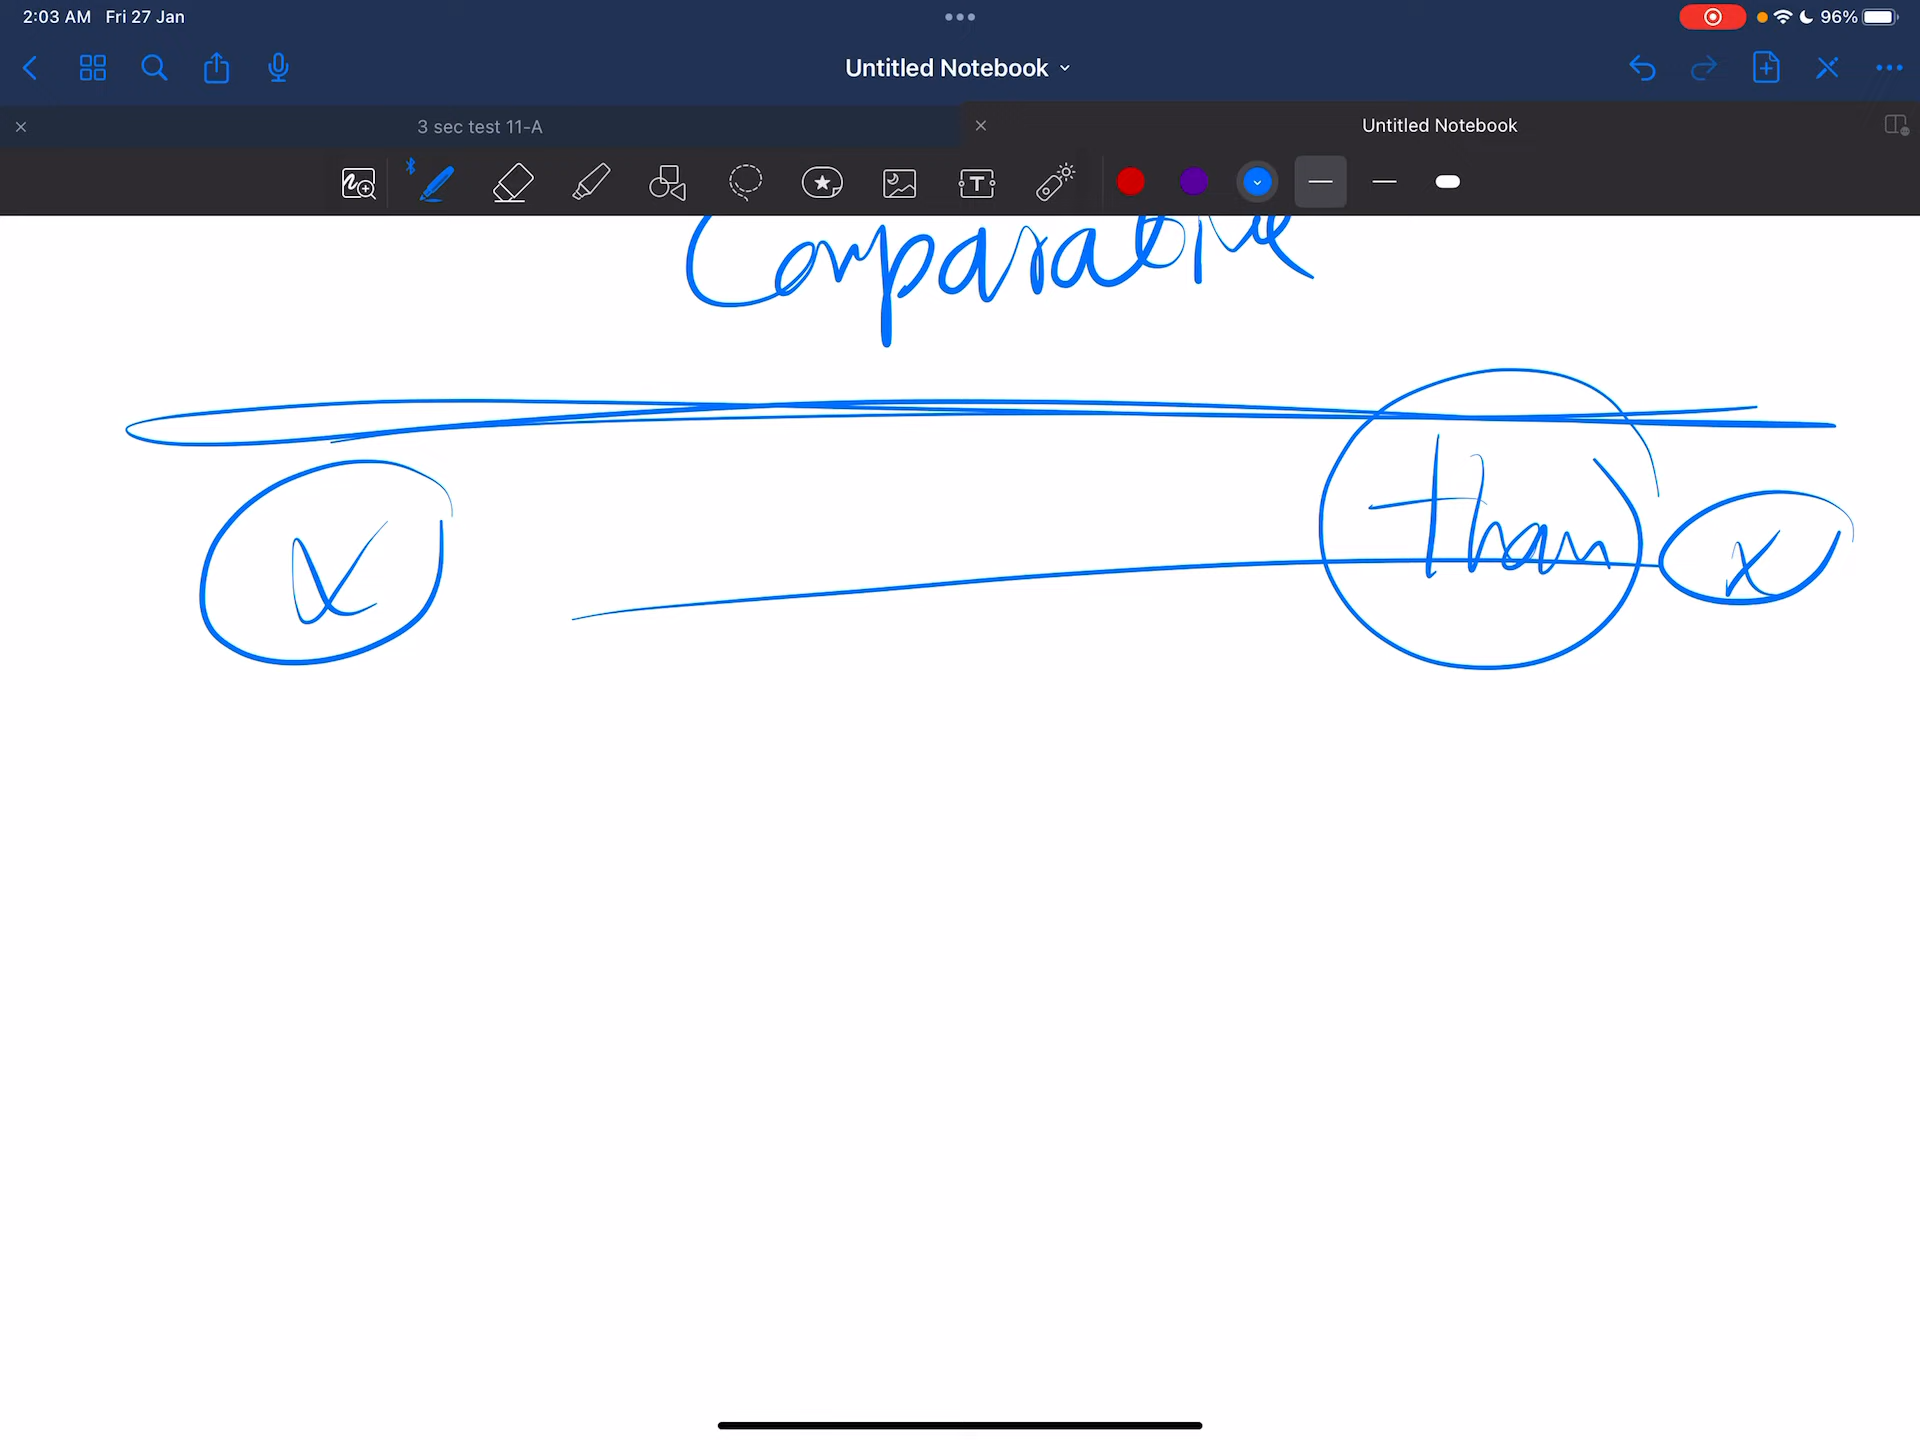 2:03 AM Fri 27 Jan
96%
Untitled Notebook
3 sec test 11-A
Untitled Notebook
Comparative
x than x